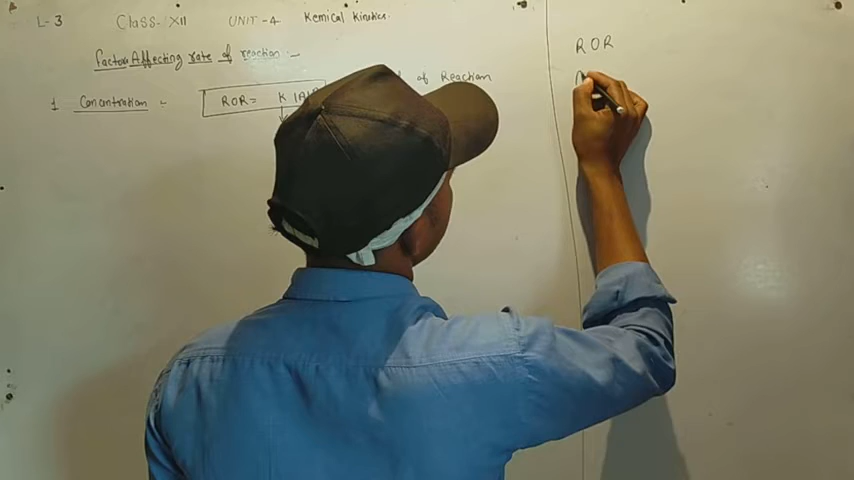 L-3 Class-XII UNIT-4 Kemical Kinetics.
Factors Affecting rate of reaction :-
1 Concentration :- ROR= K |A|
of Reaction
ROR